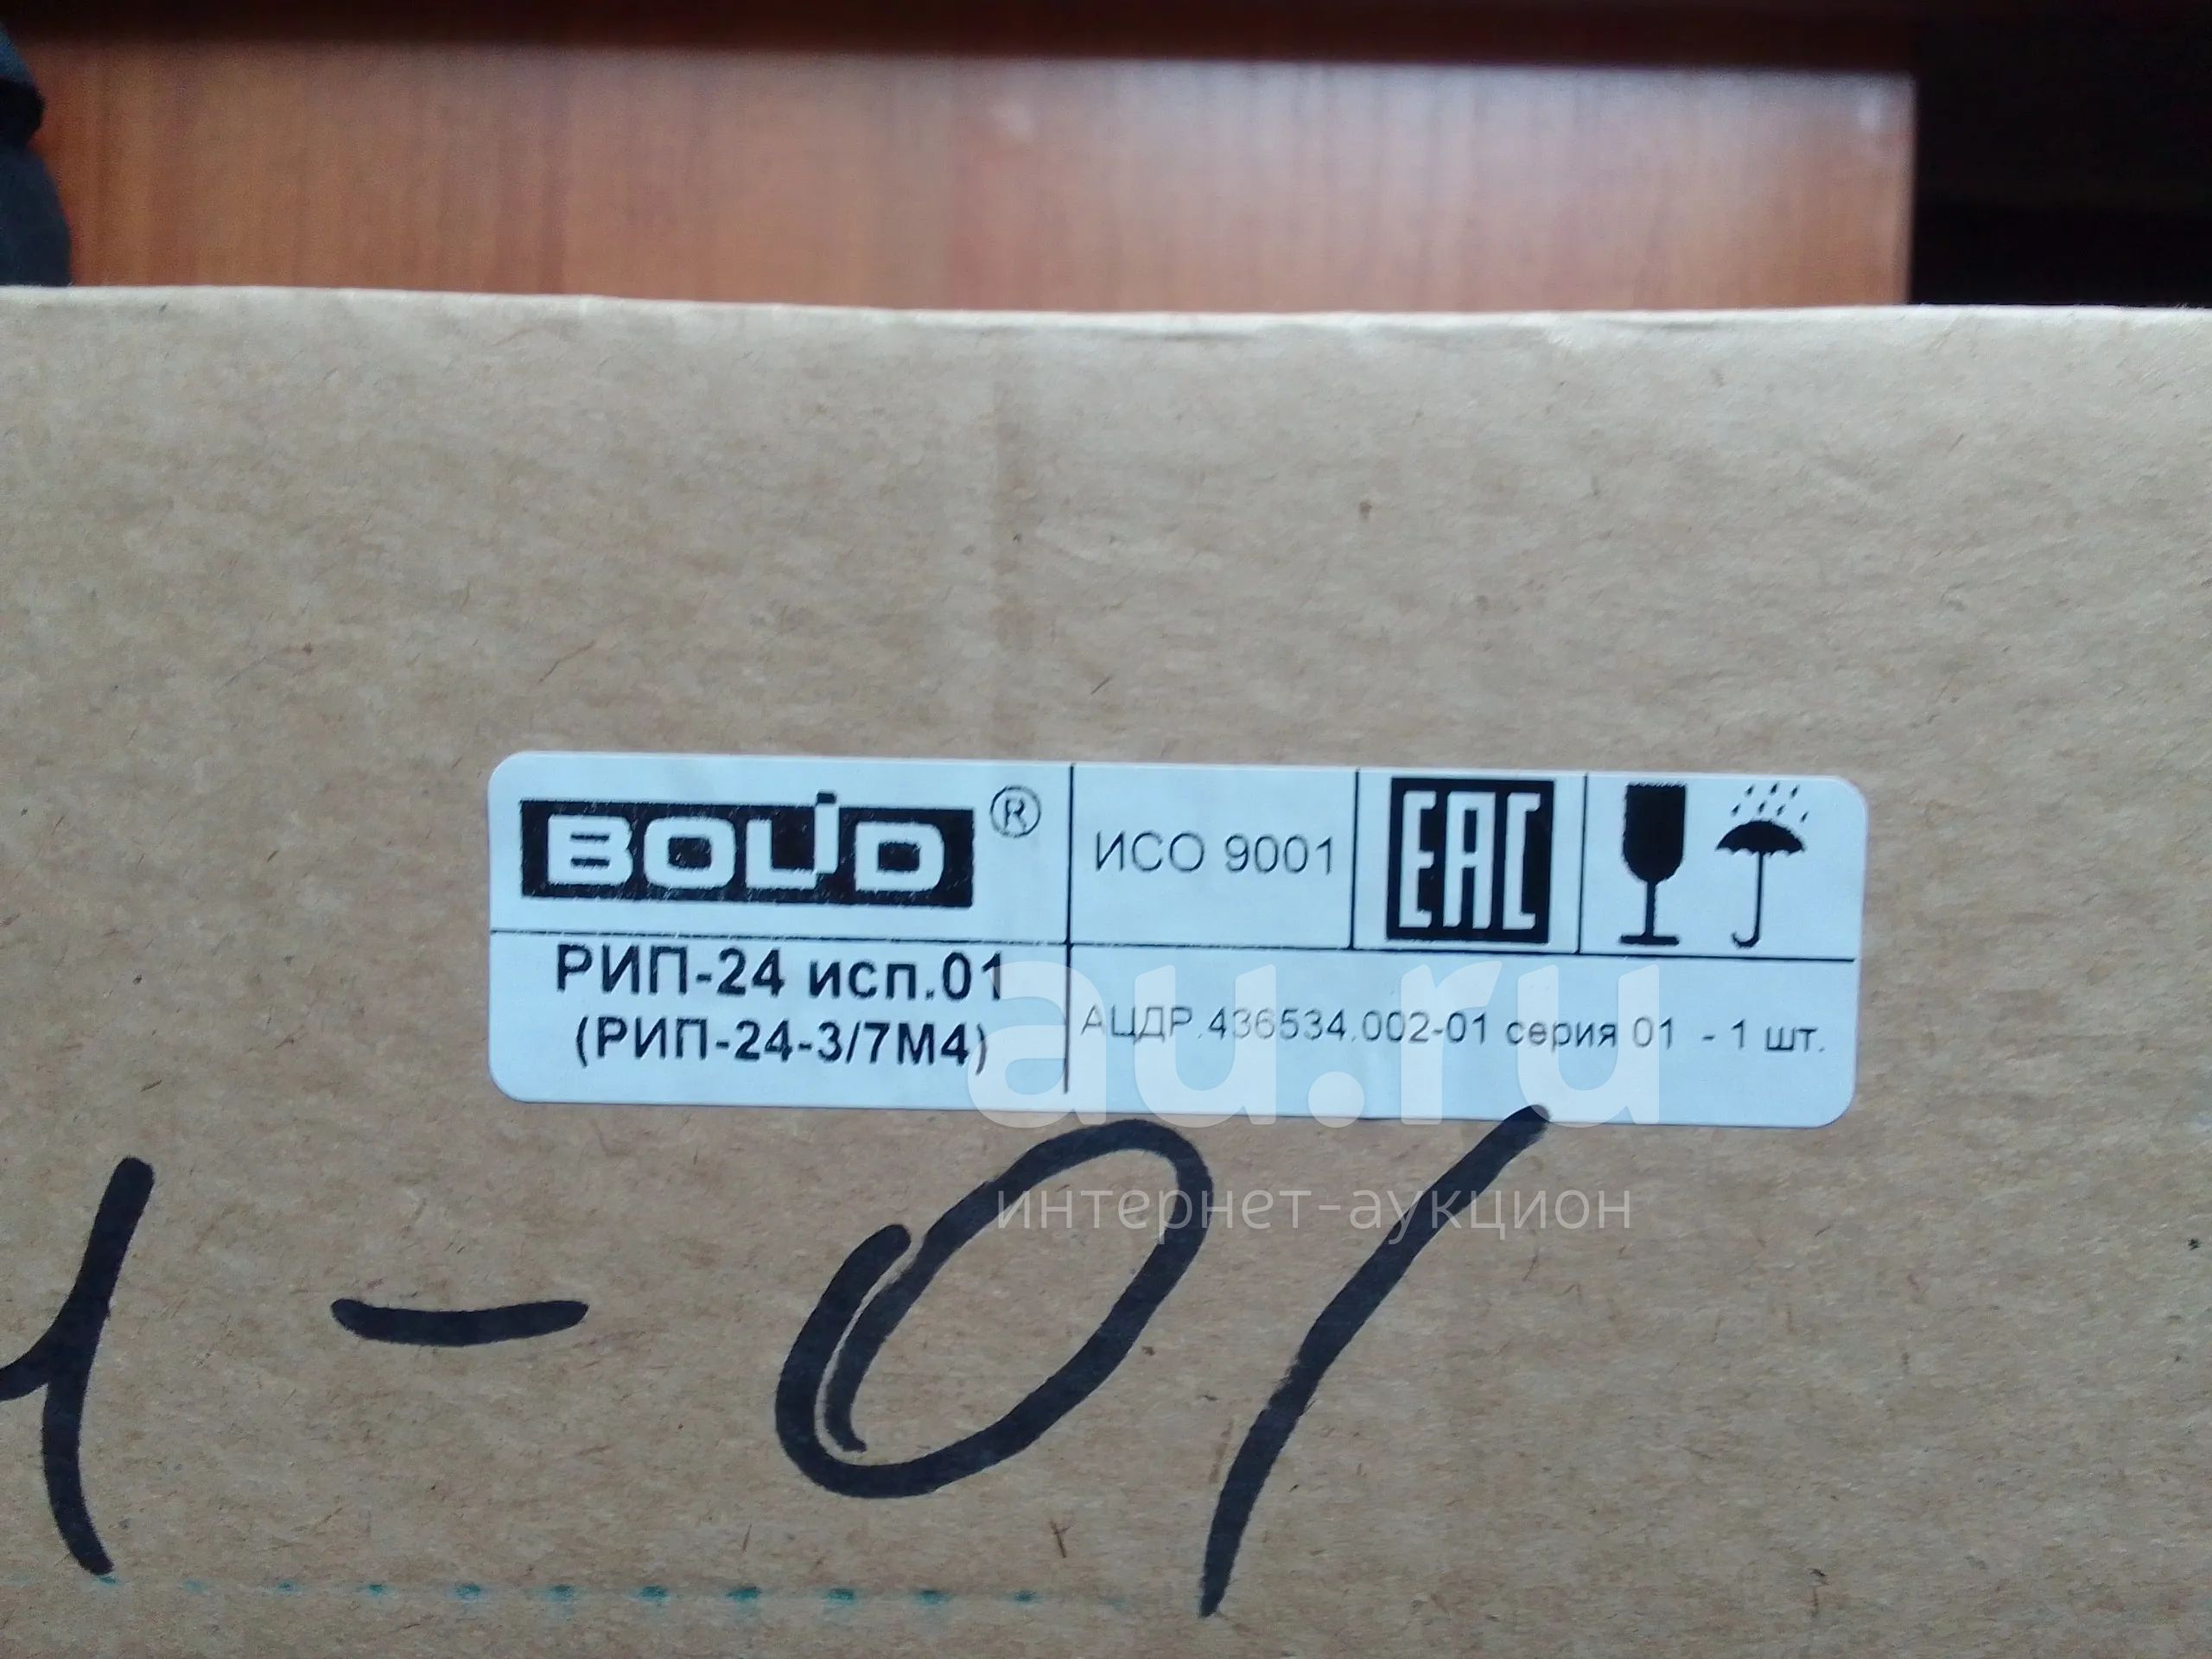 BOLID ®
ИСО 9001
EAC
РИП-24 исп.01
(РИП-24-3/7М4)
АЦДР.436534.002-01 серия 01 - 1 шт.
au.ru
интернет-аукцион
1-01